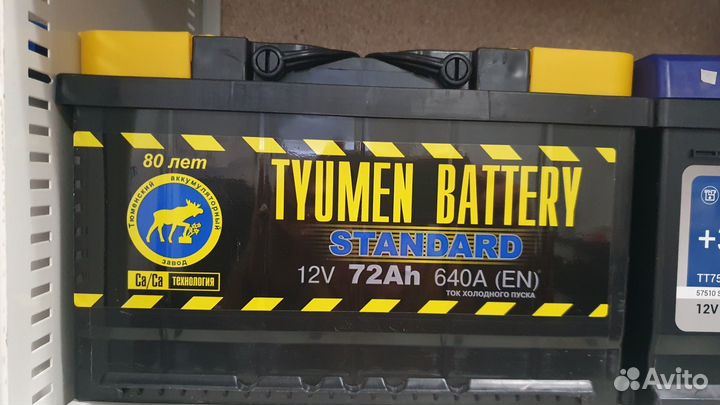 80 лет
Тюменский аккумуляторный завод
Ca/Ca технология
TYUMEN BATTERY
STANDARD
12V 72Ah 640A (EN)
ТОК ХОЛОДНОГО ПУСКА
12V
Avito